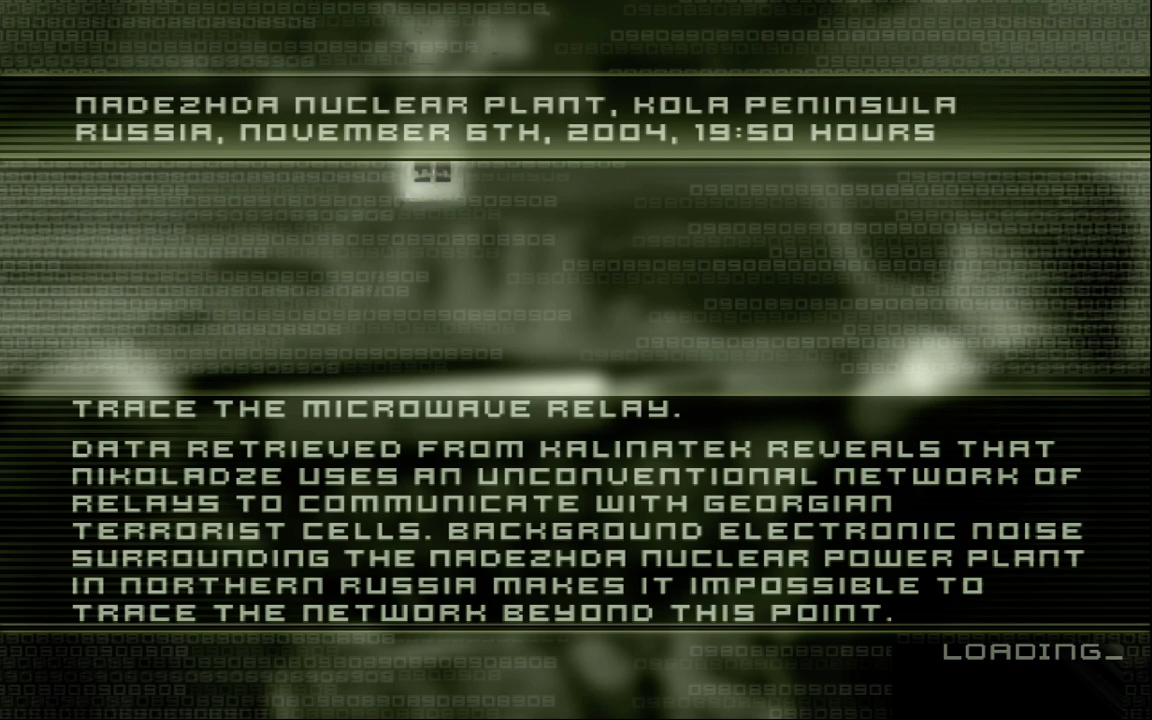 NADEZHDA NUCLEAR PLANT, KOLA PENINSULA
RUSSIA, NOVEMBER 6TH, 2004, 19:50 HOURS
TRACE THE MICROWAVE RELAY.
DATA RETRIEVED FROM KALINATEK REVEALS THAT
NIKOLADZE USES AN UNCONVENTIONAL NETWORK OF
RELAYS TO COMMUNICATE WITH GEORGIAN
TERRORIST CELLS. BACKGROUND ELECTRONIC NOISE
SURROUNDING THE NADEZHDA NUCLEAR POWER PLANT
IN NORTHERN RUSSIA MAKES IT IMPOSSIBLE TO
TRACE THE NETWORK BEYOND THIS POINT.
LOADING_